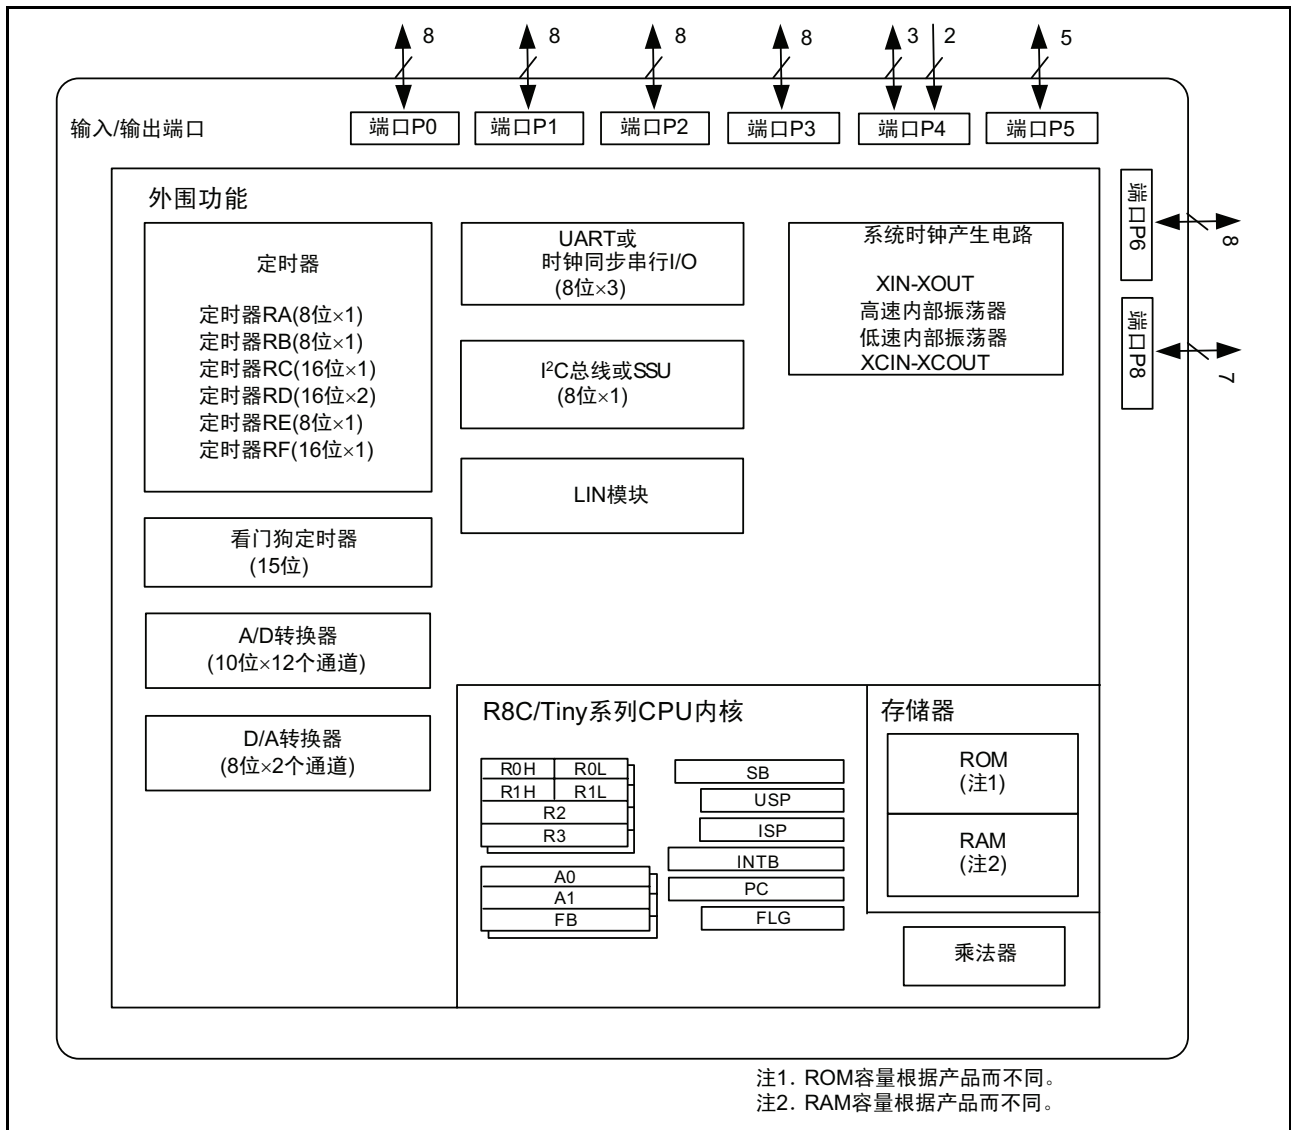 8 8 8 8 3 2 5
输入/输出端口
端口P0 端口P1 端口P2 端口P3 端口P4 端口P5
端口P6
8
端口P8
7
外围功能
定时器
定时器RA(8位×1)
定时器RB(8位×1)
定时器RC(16位×1)
定时器RD(16位×2)
定时器RE(8位×1)
定时器RF(16位×1)
看门狗定时器
(15位)
A/D转换器
(10位×12个通道)
D/A转换器
(8位×2个通道)
UART或
时钟同步串行I/O
(8位×3)
I²C总线或SSU
(8位×1)
LIN模块
系统时钟产生电路
XIN-XOUT
高速内部振荡器
低速内部振荡器
XCIN-XCOUT
R8C/Tiny系列CPU内核
R0H R0L
R1H R1L
R2
R3
A0
A1
FB
SB
USP
ISP
INTB
PC
FLG
存储器
ROM
(注1)
RAM
(注2)
乘法器
注1. ROM容量根据产品而不同。
注2. RAM容量根据产品而不同。